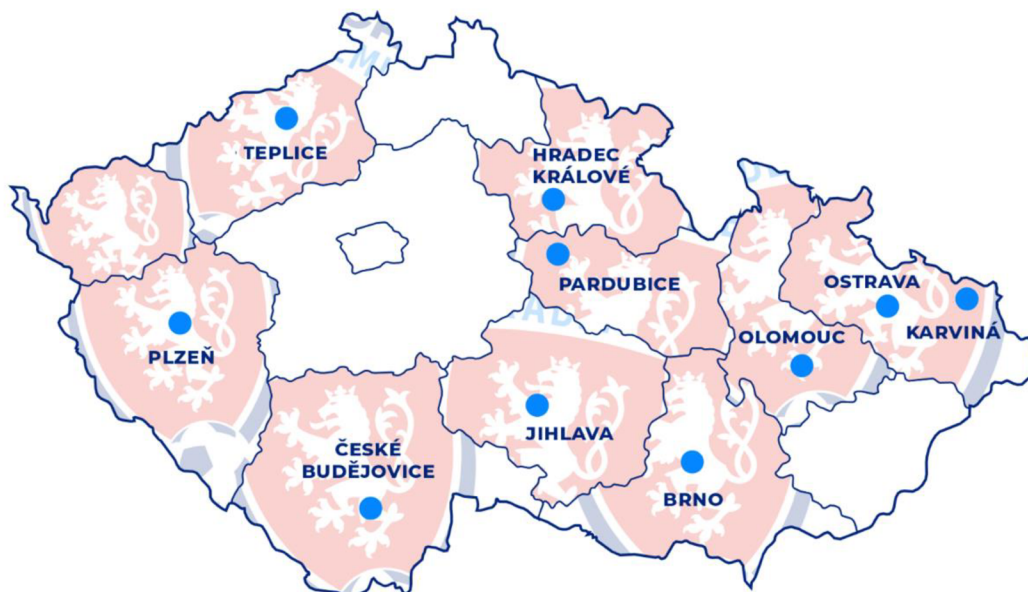 TEPLICE
HRADEC
KRÁLOVÉ
PARDUBICE
OSTRAVA
KARVINÁ
OLOMOUC
PLZEŇ
JIHLAVA
ČESKÉ
BUDĚJOVICE
BRNO